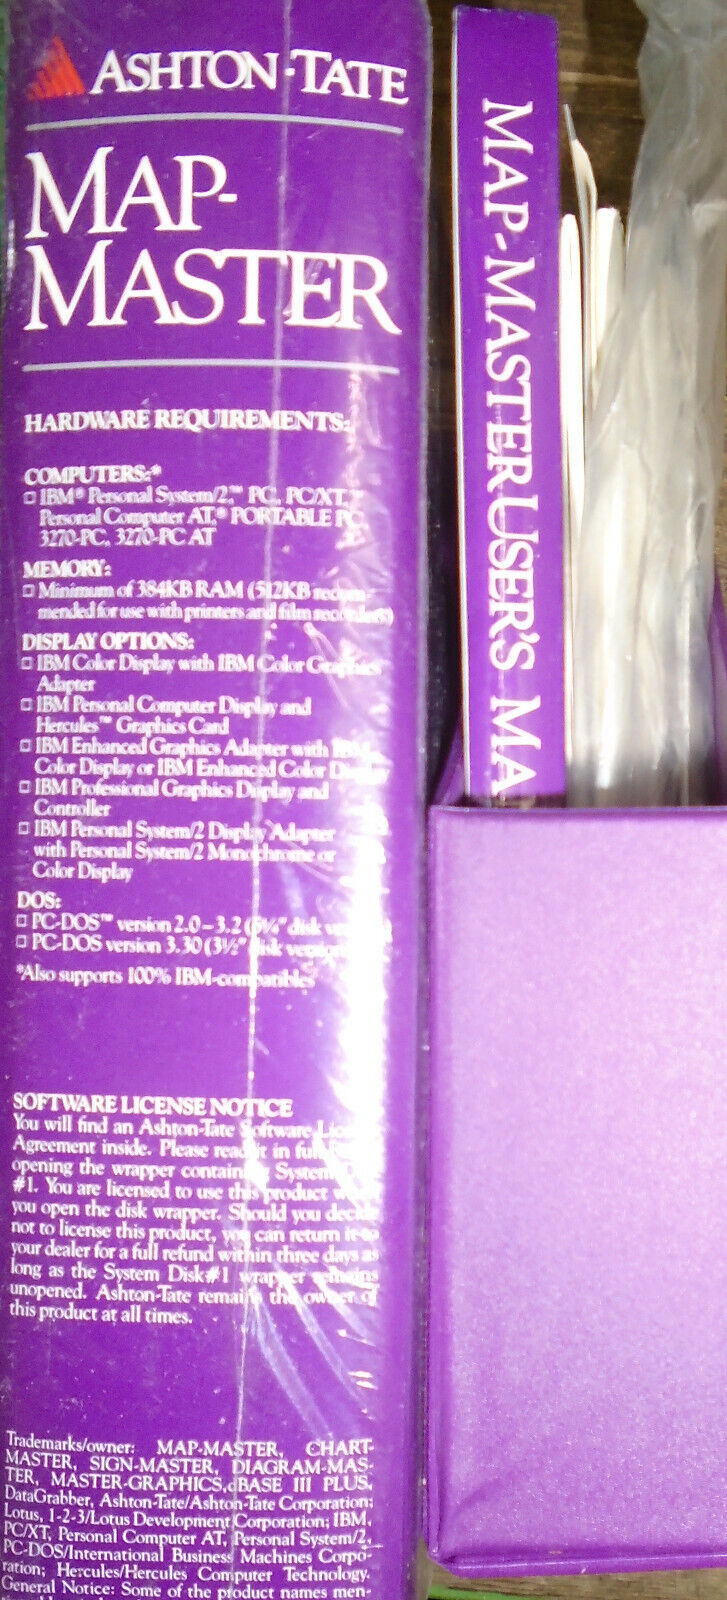 ASHTON·TATE
MAP-
MASTER
HARDWARE REQUIREMENTS:
COMPUTERS:*
□ IBM® Personal System/2,™ PC, PC/XT,™
Personal Computer AT,® PORTABLE PC,
3270-PC, 3270-PC AT
MEMORY:
□ Minimum of 384KB RAM (512KB recom-
mended for use with printers and film recorders)
DISPLAY OPTIONS:
□ IBM Color Display with IBM Color Graphics
Adapter
□ IBM Personal Computer Display and
Hercules™ Graphics Card
□ IBM Enhanced Graphics Adapter with IBM
Color Display or IBM Enhanced Color Display
□ IBM Professional Graphics Display and
Controller
□ IBM Personal System/2 Display Adapter
with Personal System/2 Monochrome or
Color Display
DOS:
□ PC-DOS™ version 2.0–3.2 (5¼" disk
□ PC-DOS version 3.30 (3½" disk
*Also supports 100% IBM-compatibles
SOFTWARE LICENSE NOTICE
You will find an Ashton-Tate Software License
Agreement inside. Please read it in full
opening the wrapper containing System
#1. You are licensed to use this product
you open the disk wrapper. Should you decide
not to license this product, you can return it to
your dealer for a full refund within three days as
long as the System Disk #1 wrapper remains
unopened. Ashton-Tate remains the owner of
this product at all times.
Trademarks/owner: MAP-MASTER, CHART-
MASTER, SIGN-MASTER, DIAGRAM-MAS-
TER, MASTER-GRAPHICS, dBASE III PLUS,
DataGrabber, Ashton-Tate/Ashton-Tate Corporation;
Lotus, 1-2-3/Lotus Development Corporation; IBM,
PC/XT, Personal Computer AT, Personal System/2,
PC-DOS/International Business Machines Corpo-
ration; Hercules/Hercules Computer Technology.
General Notice: Some of the product names men-
MAP-MASTER USER'S MA